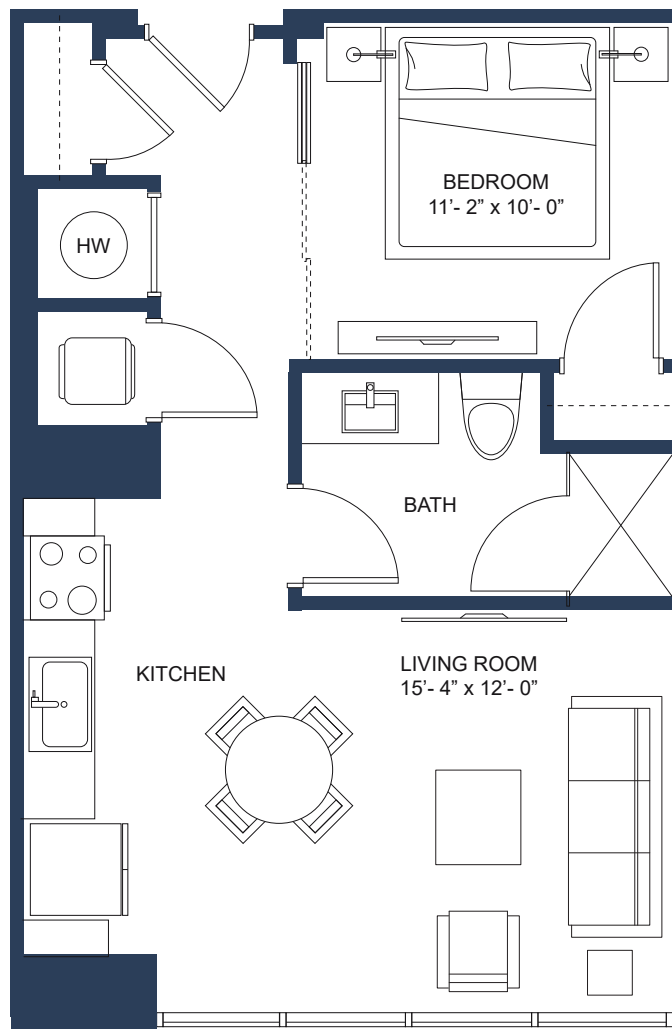 BEDROOM
11’- 2” x 10’- 0”
HW
BATH
KITCHEN
LIVING ROOM
15’- 4” x 12’- 0”